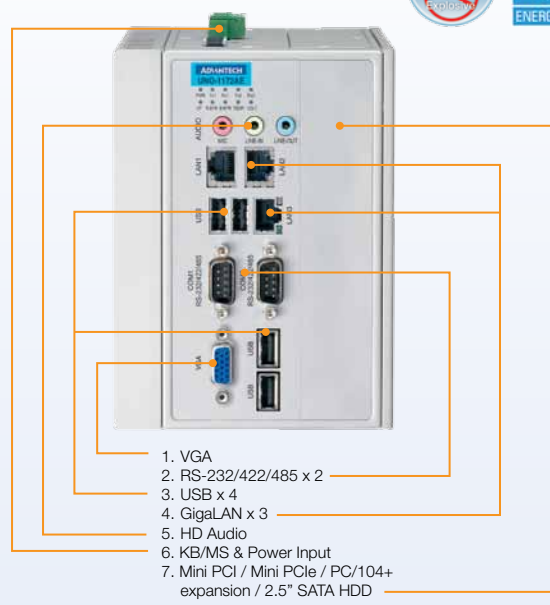 Explosive
ENERG
ADVANTECH
UNO-1172AE
AUDIO
MIC
LINE-IN
LINE-OUT
LAN1
LAN2
USB
LAN3
COM1
RS-232/422/485
COM2
RS-232/422/485
VGA
USB
USB
1. VGA
2. RS-232/422/485 x 2
3. USB x 4
4. GigaLAN x 3
5. HD Audio
6. KB/MS & Power Input
7. Mini PCI / Mini PCIe / PC/104+
expansion / 2.5” SATA HDD